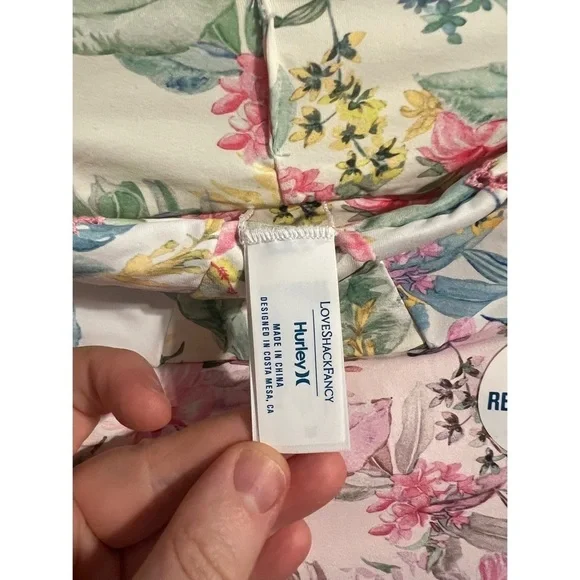 LoveShackFancy
Hurley
MADE IN CHINA
DESIGNED IN COSTA MESA, CA
RE